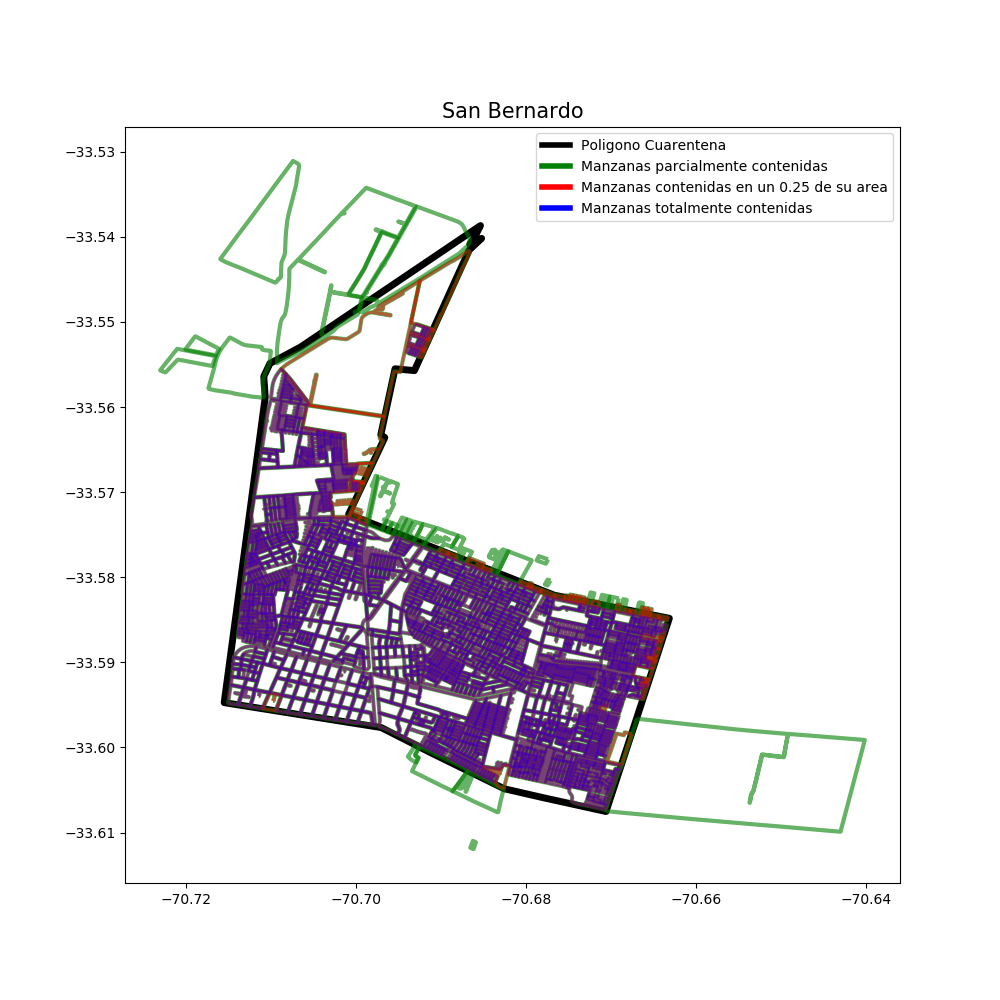 San Bernardo
Poligono Cuarentena
Manzanas parcialmente contenidas
Manzanas contenidas en un 0.25 de su area
Manzanas totalmente contenidas
−33.53
−33.54
−33.55
−33.56
−33.57
−33.58
−33.59
−33.60
−33.61
−70.72 −70.70 −70.68 −70.66 −70.64